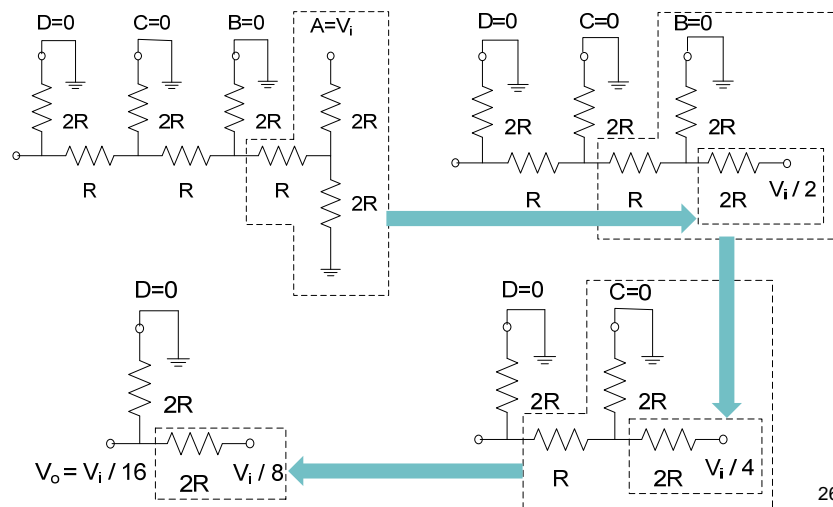 D=0 C=0 B=0 A=Vi
2R 2R 2R 2R
R R R
2R
D=0 C=0 B=0
2R 2R 2R
R R 2R Vi / 2
D=0 C=0
2R 2R
R 2R Vi / 4
D=0
2R
Vo = Vi / 16 2R Vi / 8
26